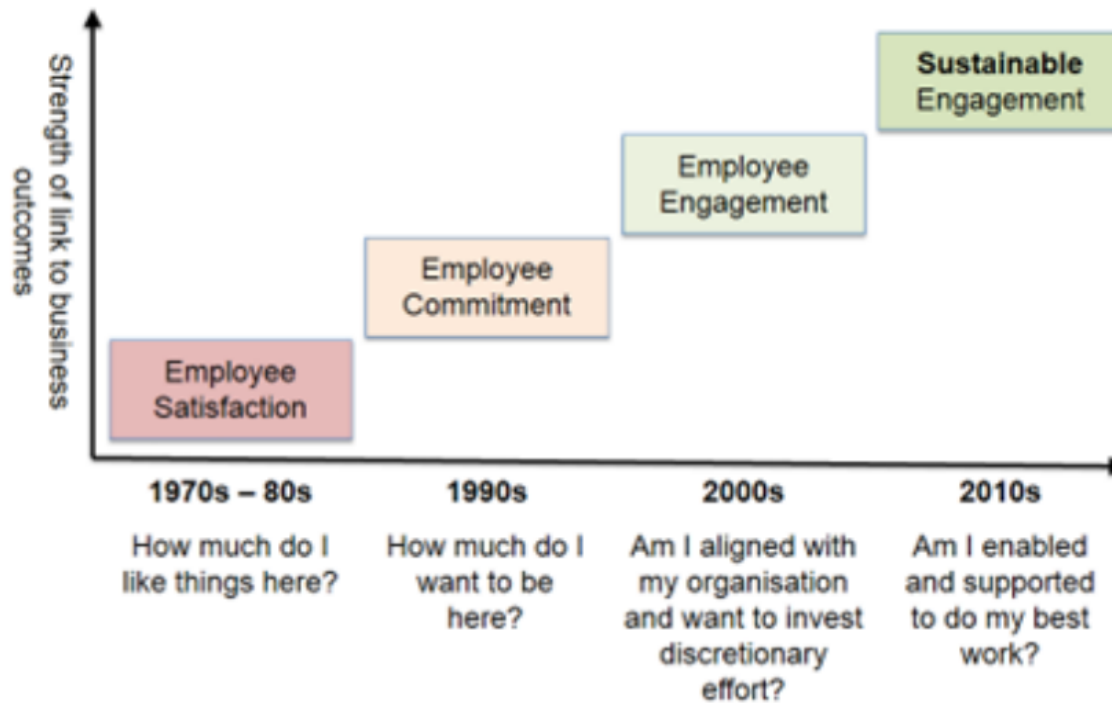 Strength of link to business
outcomes
Sustainable
Engagement
Employee
Engagement
Employee
Commitment
Employee
Satisfaction
1970s – 80s
How much do I
like things here?
1990s
How much do I
want to be
here?
2000s
Am I aligned with
my organisation
and want to invest
discretionary
effort?
2010s
Am I enabled
and supported
to do my best
work?